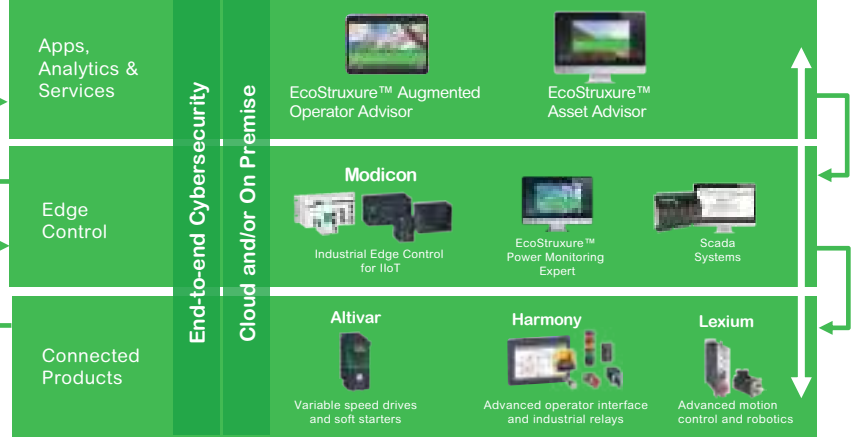 Apps,
Analytics &
Services
End-to-end Cybersecurity
Cloud and/or On Premise
EcoStruxure™ Augmented
Operator Advisor
EcoStruxure™
Asset Advisor
Edge
Control
Modicon
Industrial Edge Control
for IIoT
EcoStruxure™
Power Monitoring
Expert
Scada
Systems
Connected
Products
Altivar
Variable speed drives
and soft starters
Harmony
Advanced operator interface
and industrial relays
Lexium
Advanced motion
control and robotics